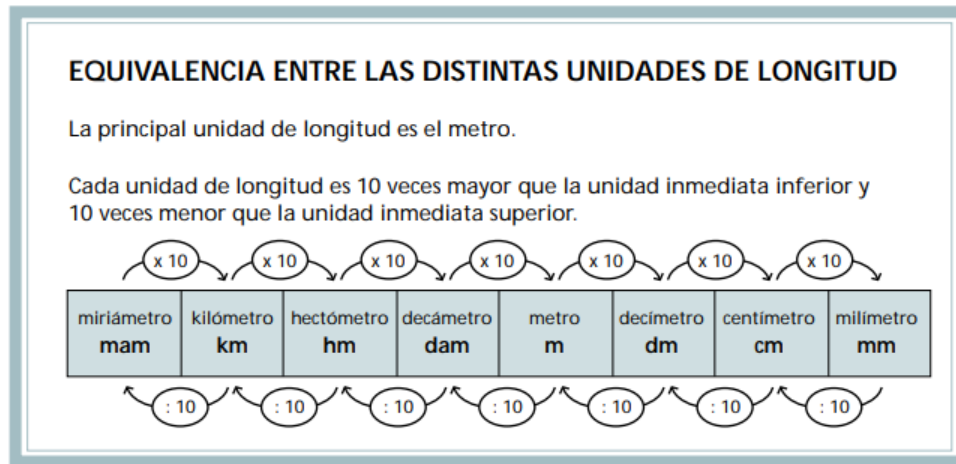 EQUIVALENCIA ENTRE LAS DISTINTAS UNIDADES DE LONGITUD
La principal unidad de longitud es el metro.
Cada unidad de longitud es 10 veces mayor que la unidad inmediata inferior y
10 veces menor que la unidad inmediata superior.
x 10 x 10 x 10 x 10 x 10 x 10 x 10
miriámetro kilómetro hectómetro decámetro metro decímetro centímetro milímetro
mam km hm dam m dm cm mm
: 10 : 10 : 10 : 10 : 10 : 10 : 10